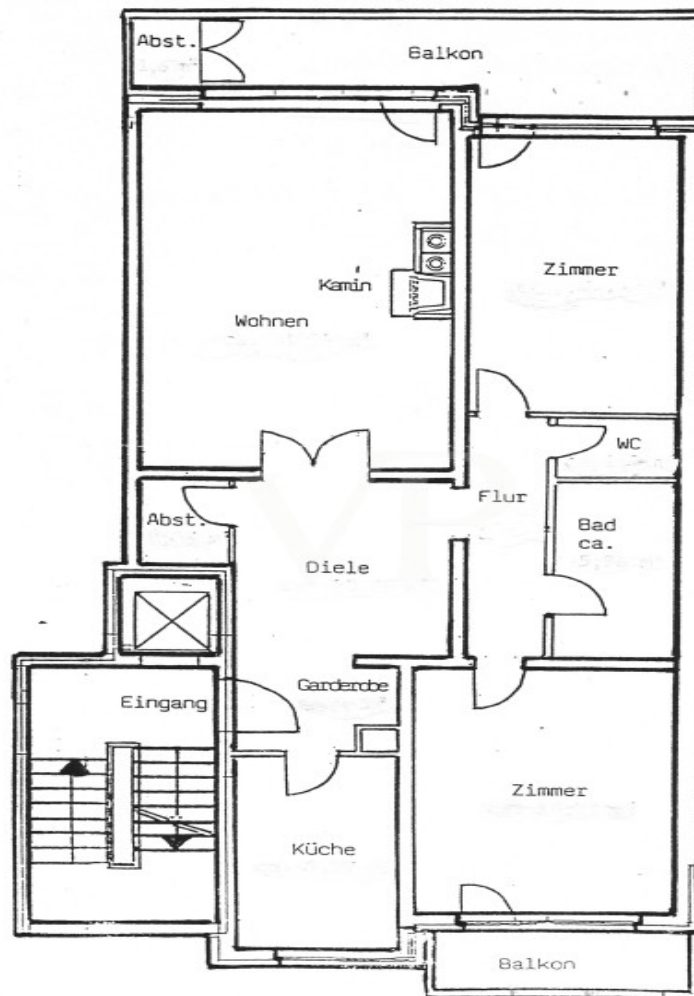 Abst.
Balkon
Zimmer
Kamin
Wohnen
WC
Flur
Abst.
Bad
ca.
Diele
Garderobe
Eingang
Zimmer
Küche
Balkon